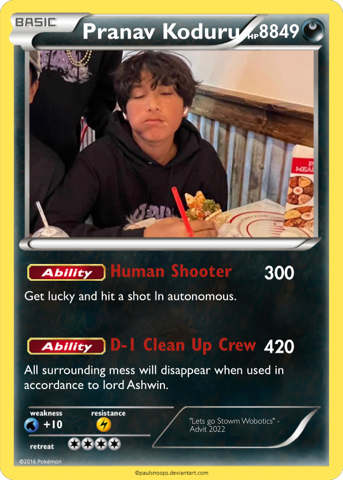 BASIC
Pranav Koduru HP 8849
Ability Human Shooter 300
Get lucky and hit a shot In autonomous.
Ability D-1 Clean Up Crew 420
All surrounding mess will disappear when used in
accordance to lord Ashwin.
weakness resistance
+10
retreat
"Lets go Stowm Wobotics" -
Advit 2022
©2016 Pokémon
©paulsnoops.deviantart.com